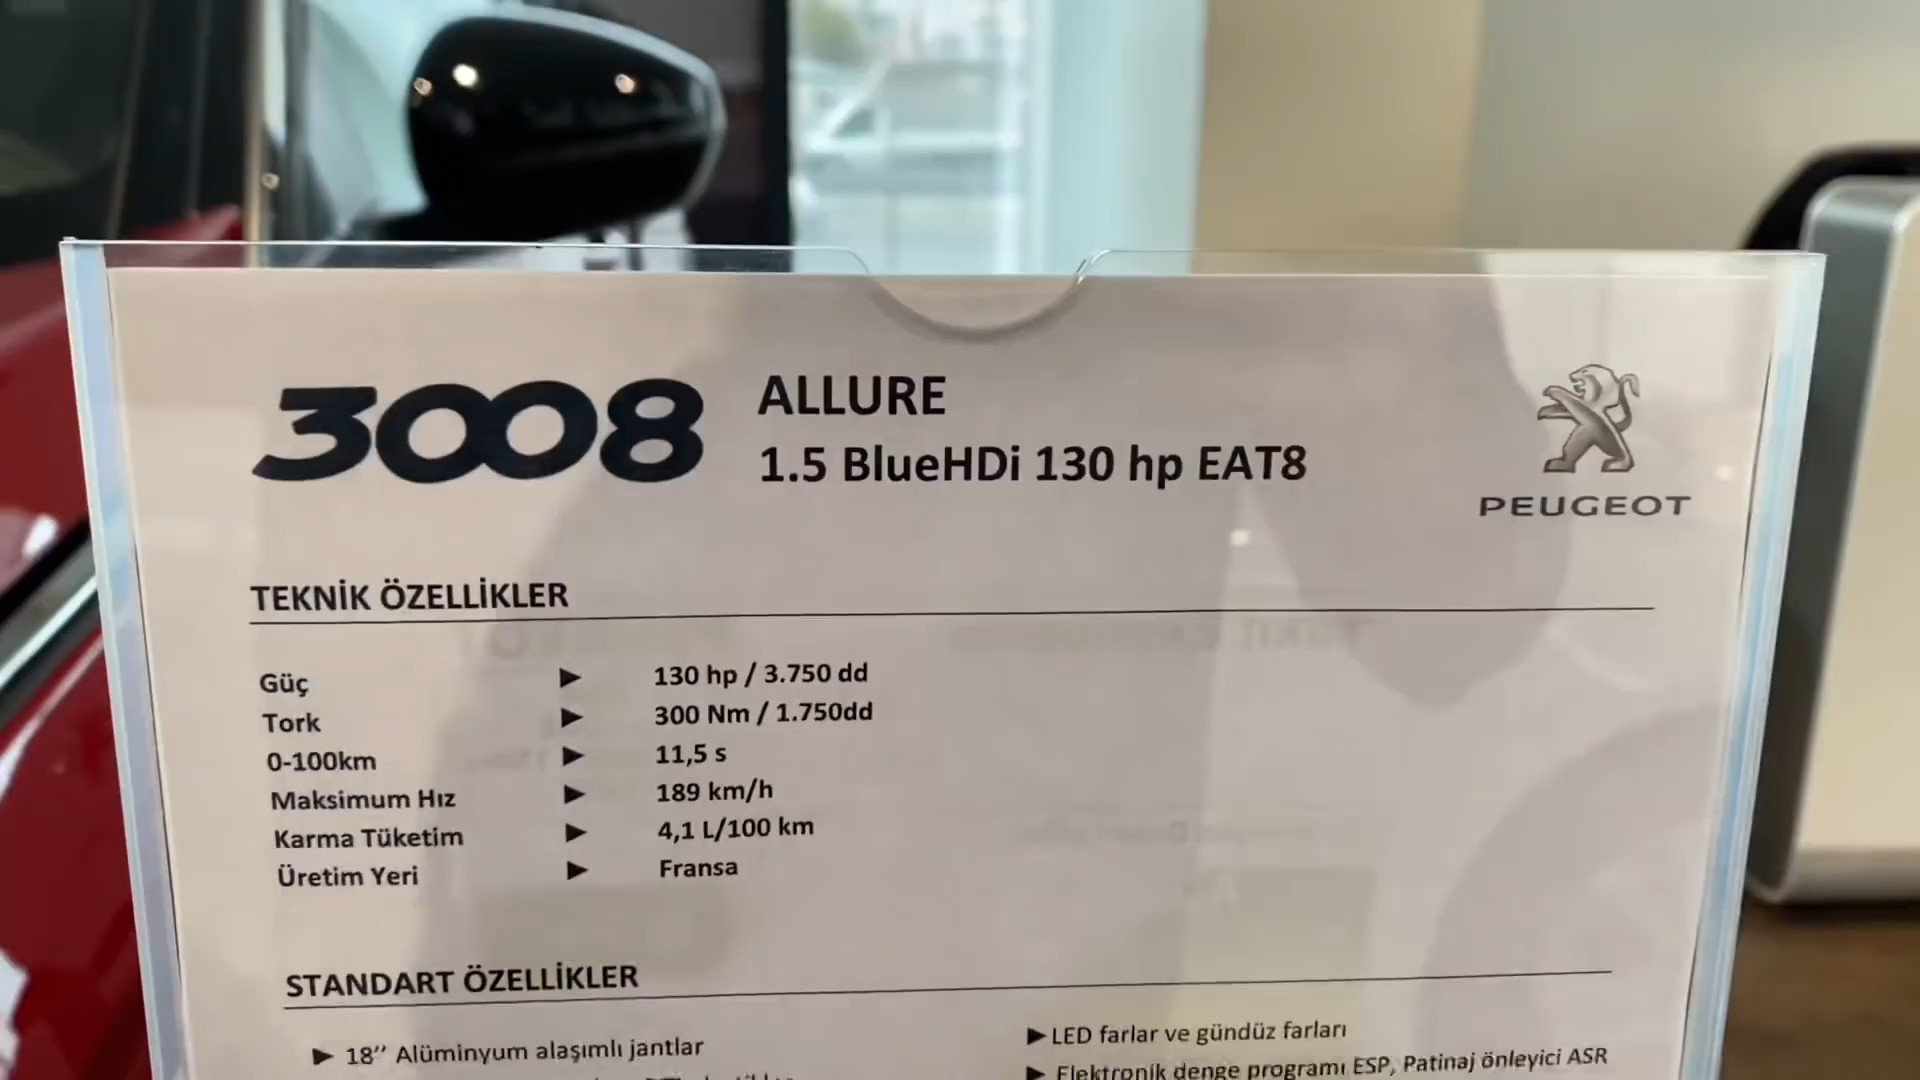 3008
ALLURE
1.5 BlueHDi 130 hp EAT8
PEUGEOT
TEKNİK ÖZELLİKLER
Güç ► 130 hp / 3.750 dd
Tork ► 300 Nm / 1.750dd
0-100km ► 11,5 s
Maksimum Hız ► 189 km/h
Karma Tüketim ► 4,1 L/100 km
Üretim Yeri ► Fransa
STANDART ÖZELLİKLER
► 18’’ Alüminyum alaşımlı jantlar
► LED farlar ve gündüz farları
► Elektronik denge programı ESP, Patinaj önleyici ASR